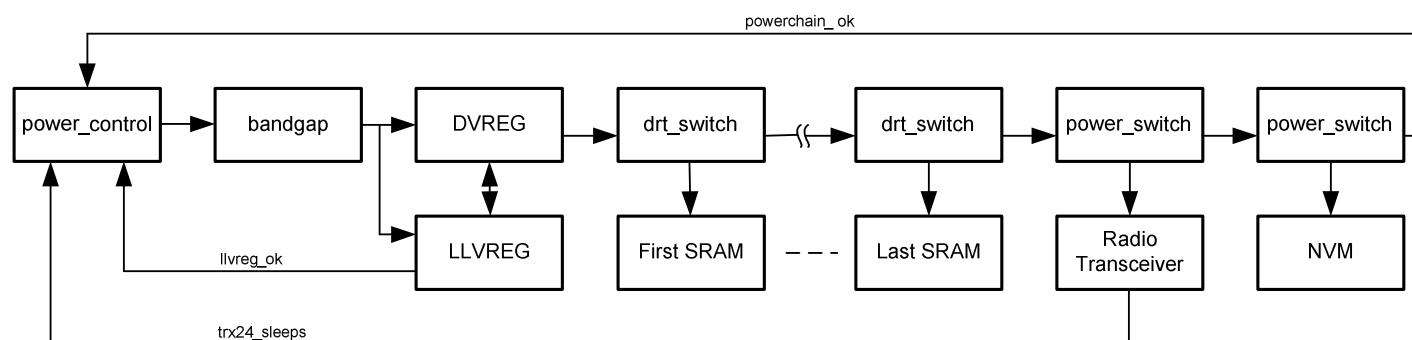 powerchain_ok
power_control
bandgap
DVREG
drt_switch
drt_switch
power_switch
power_switch
LLVREG
First SRAM
Last SRAM
Radio
Transceiver
NVM
llvreg_ok
trx24_sleeps